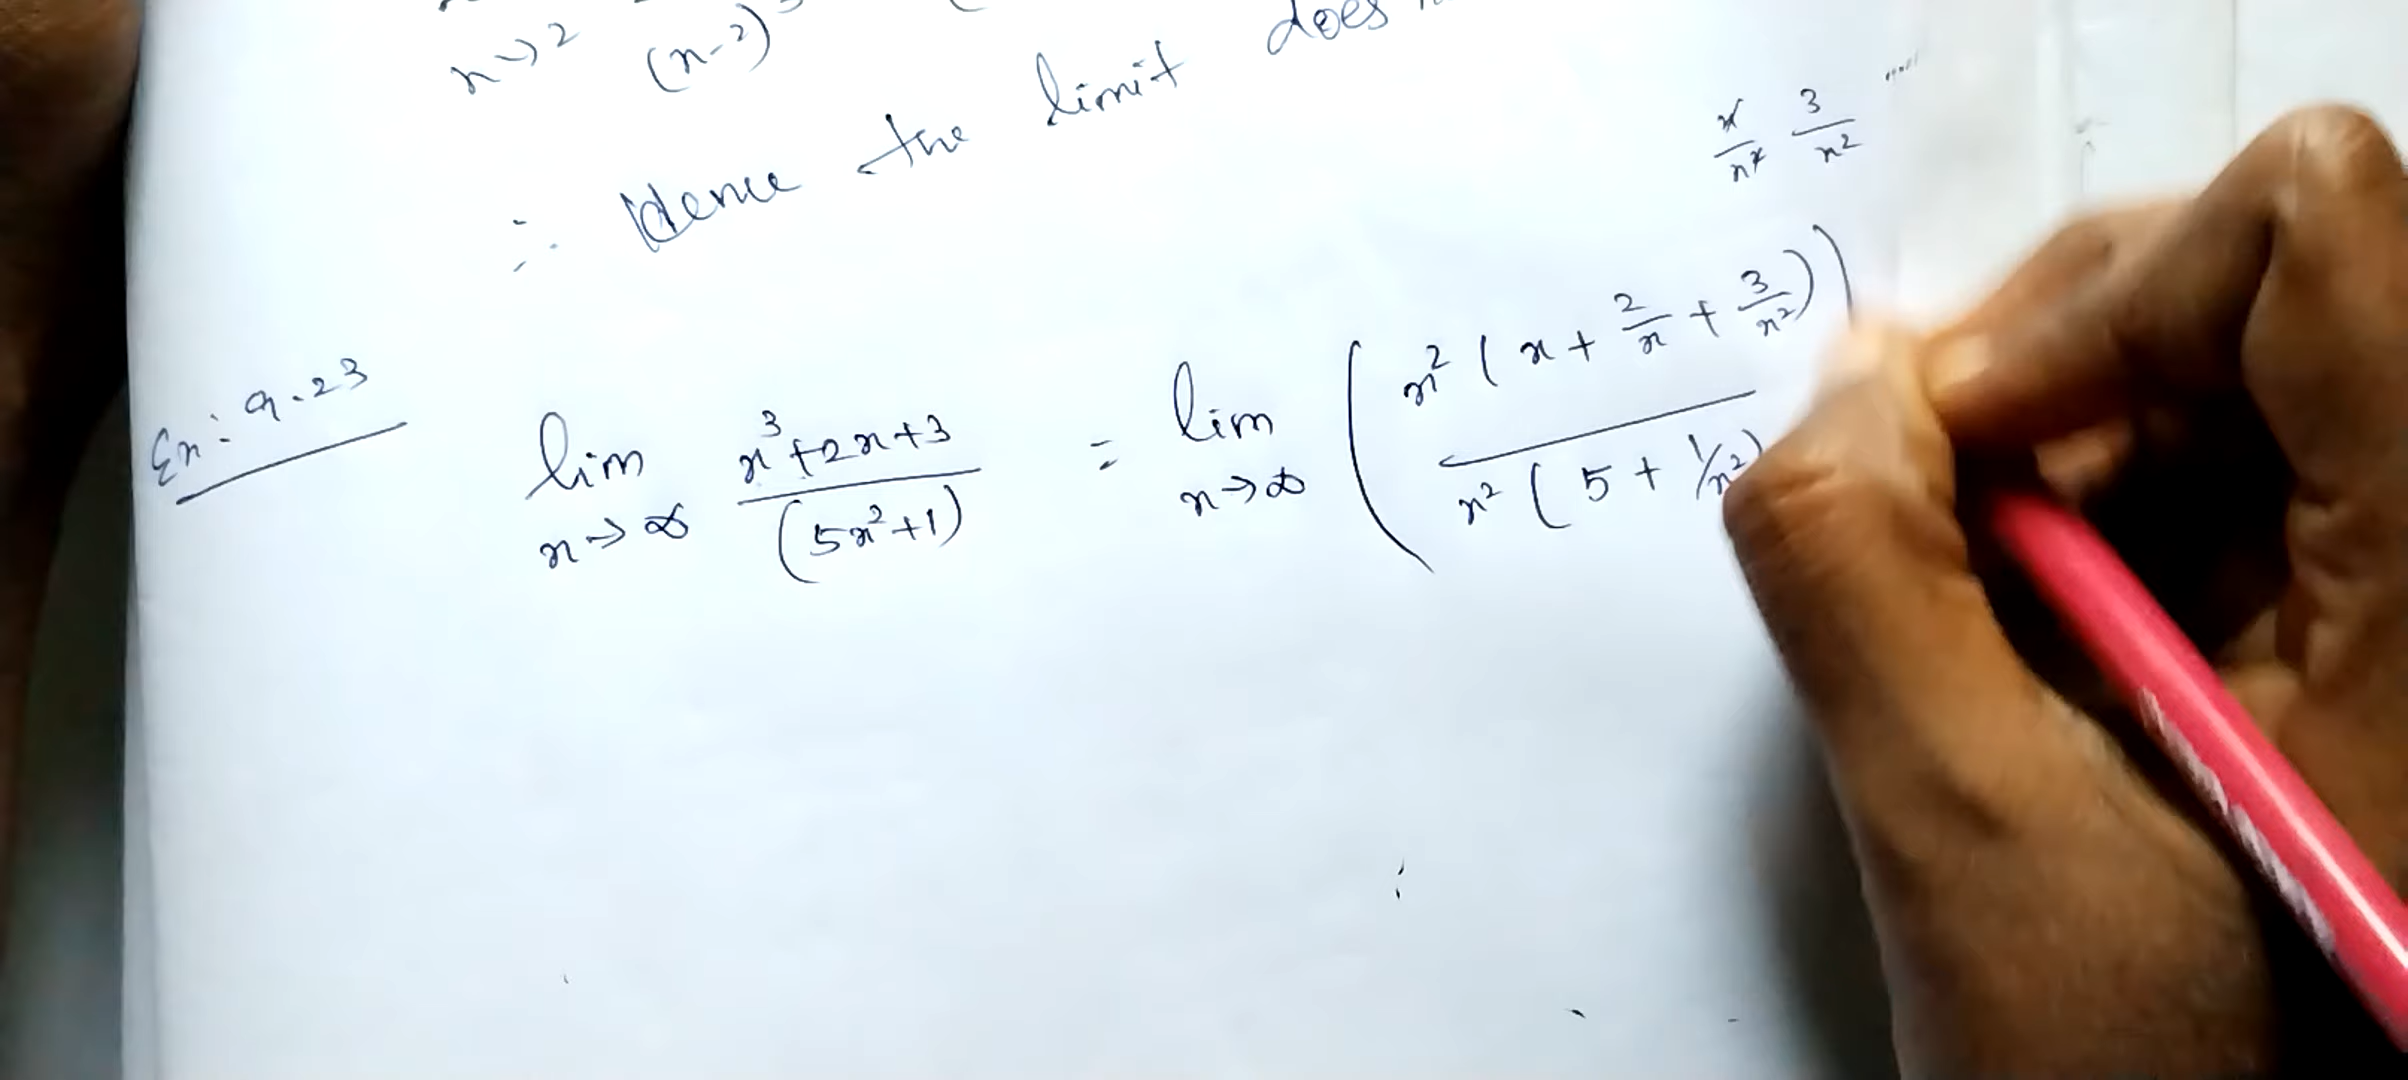 n→2 (n-2)
∴ Hence the limit does
x/x² 3/x²
Ex: 9.23
lim x→∞ x³+2x+3/(5x²+1) = lim x→∞ (x²(x+2/x+3/x²)/x²(5+1/x²)